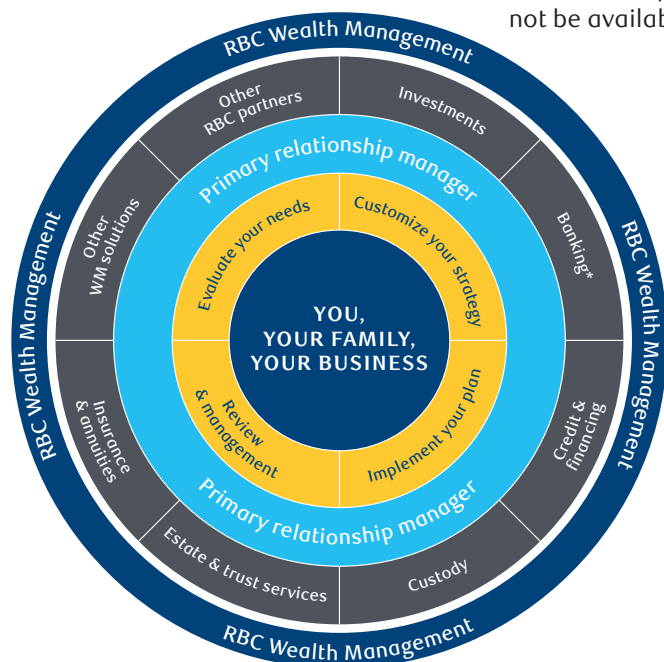 not be availab
RBC Wealth Management
Other
RBC partners
Investments
Primary relationship manager
Other
WM solutions
Banking*
Evaluate your needs
Customize your strategy
RBC Wealth Management
RBC Wealth Management
YOU,
YOUR FAMILY,
YOUR BUSINESS
Insurance
& annuities
Review
& management
Implement your plan
Credit &
financing
Primary relationship manager
Estate & trust services
Custody
RBC Wealth Management